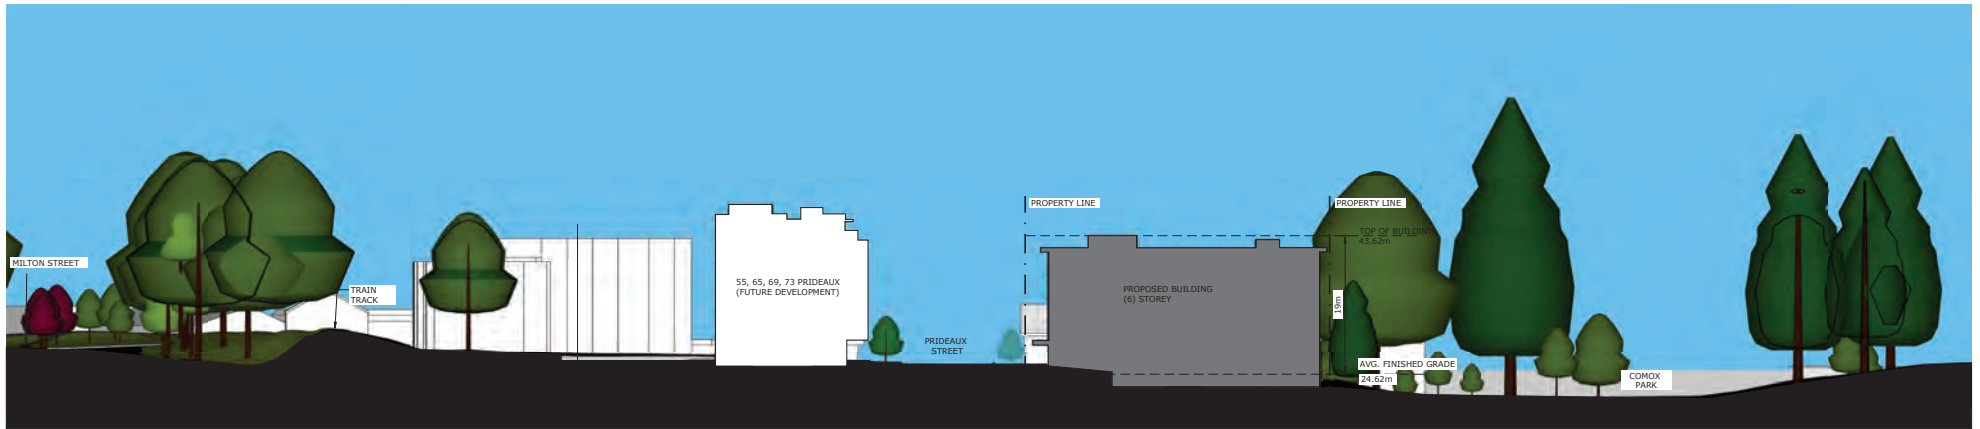 MILTON STREET
TRAIN
TRACK
55, 65, 69, 73 PRIDEAUX
(FUTURE DEVELOPMENT)
PRIDEAUX
STREET
PROPERTY LINE
PROPOSED BUILDING
(6) STOREY
PROPERTY LINE
TOP OF BUILDING
43.62m
19m
AVG. FINISHED GRADE
24.62m
COMOX
PARK